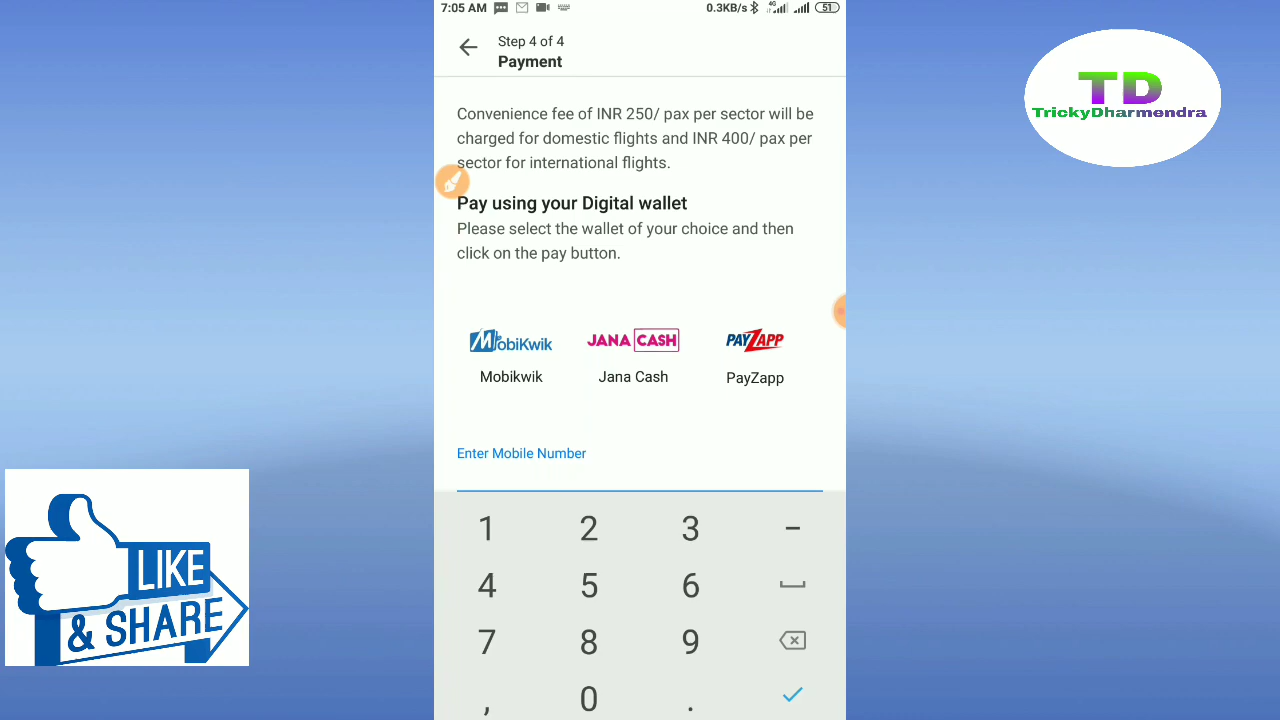 7:05 AM
0.3KB/s
4G
51
Step 4 of 4
Payment
Convenience fee of INR 250/ pax per sector will be
charged for domestic flights and INR 400/ pax per
sector for international flights.
Pay using your Digital wallet
Please select the wallet of your choice and then
click on the pay button.
MobiKwik
JANA CASH
PAYZAPP
Mobikwik
Jana Cash
PayZapp
Enter Mobile Number
1 2 3 -
4 5 6
7 8 9
, 0 .
TD
TrickyDharmendra
LIKE
& SHARE